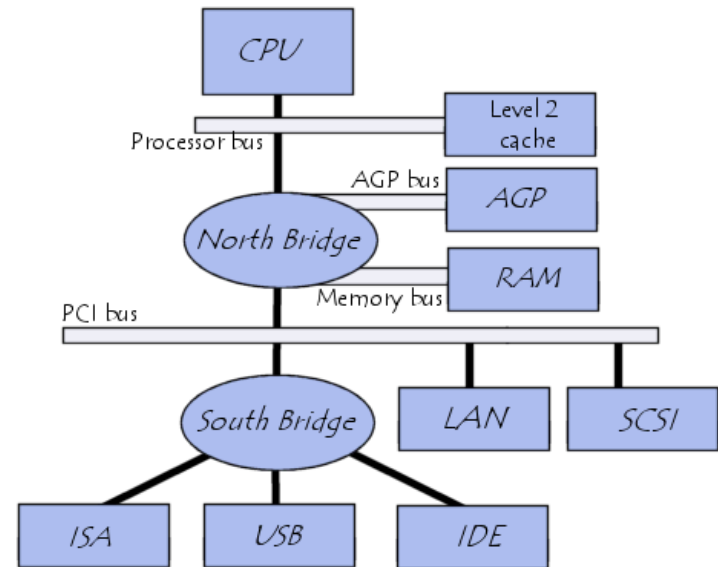 CPU
Level 2
cache
Processor bus
AGP bus
AGP
North Bridge
RAM
Memory bus
PCI bus
South Bridge
LAN
SCSI
ISA
USB
IDE